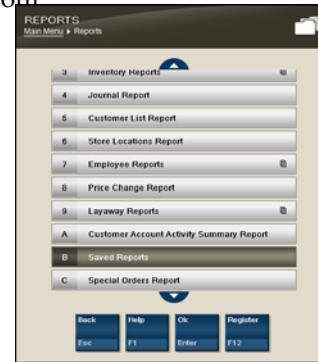 om
REPORTS
Main Menu ▸ Reports
3 Inventory Reports
4 Journal Report
5 Customer List Report
6 Store Locations Report
7 Employee Reports
8 Price Change Report
9 Layaway Reports
A Customer Account Activity Summary Report
B Saved Reports
C Special Orders Report
Back Help Ok Register
Esc F1 Enter F12